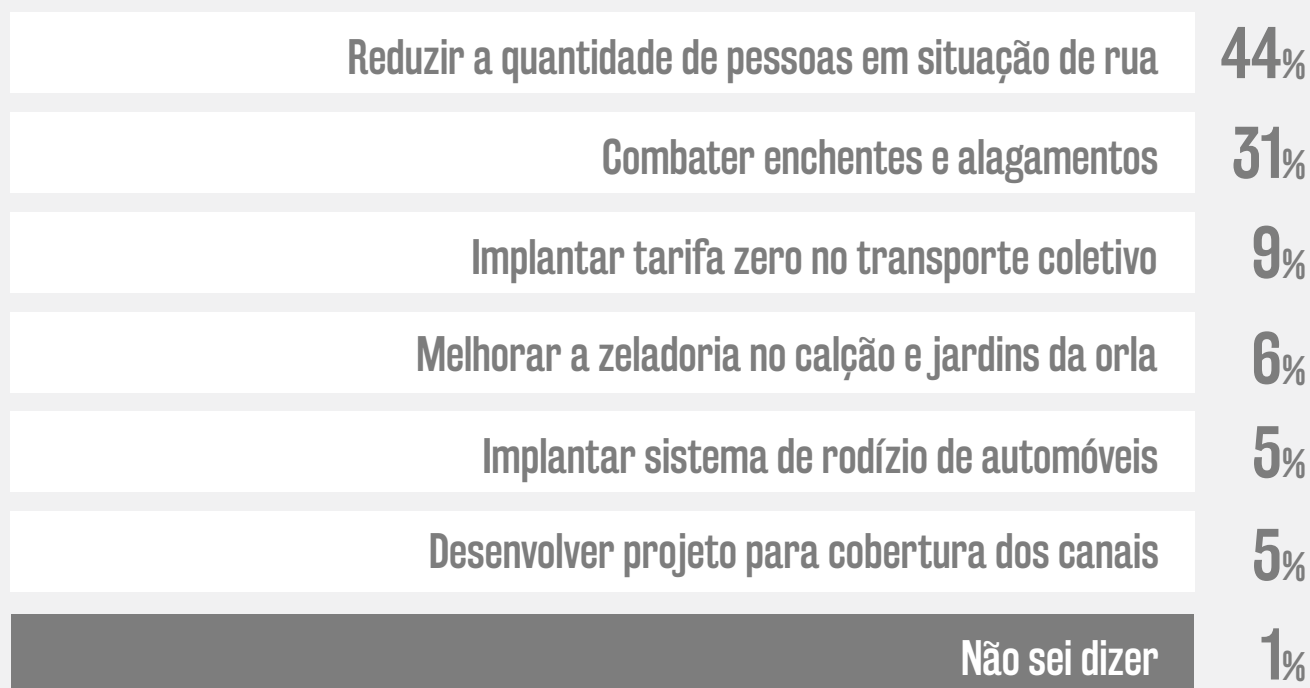 Reduzir a quantidade de pessoas em situação de rua 44%
Combater enchentes e alagamentos 31%
Implantar tarifa zero no transporte coletivo 9%
Melhorar a zeladoria no calção e jardins da orla 6%
Implantar sistema de rodízio de automóveis 5%
Desenvolver projeto para cobertura dos canais 5%
Não sei dizer 1%